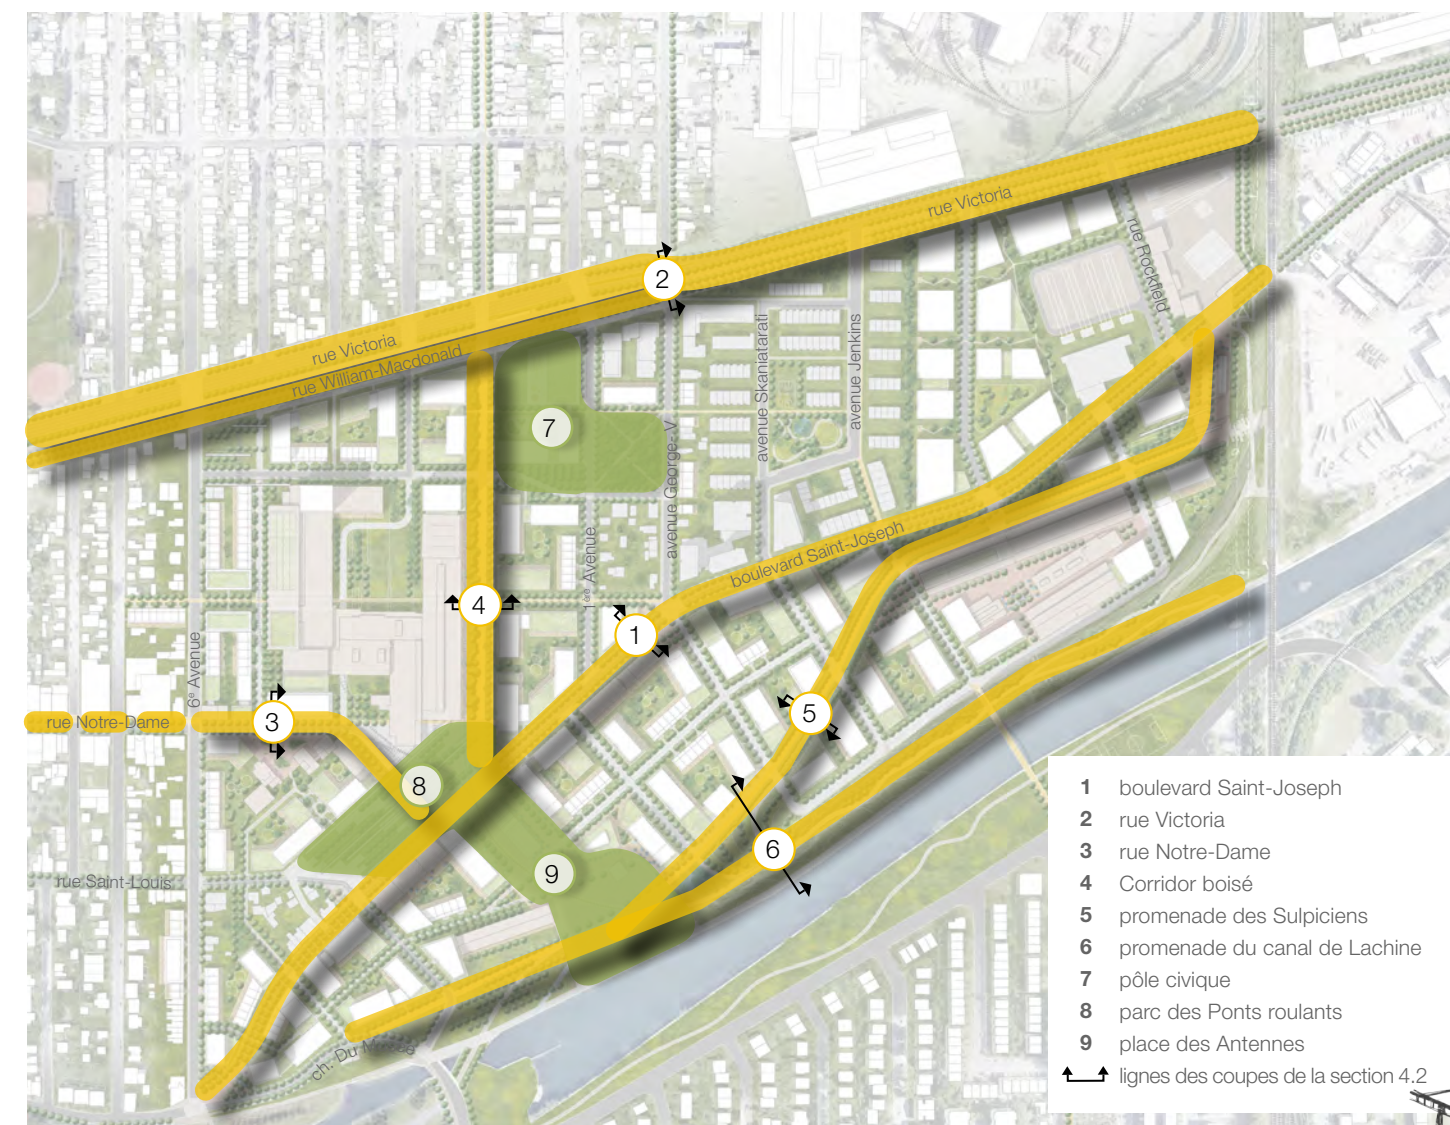 rue Victoria
rue Rockfield
2
rue Victoria
rue William-Macdonald
avenue Skaniatarati
avenue Jenkins
7
avenue George-V
boulevard Saint-Joseph
1ère Avenue
4
1
6e Avenue
5
rue Notre-Dame
3
8
6
9
rue Saint-Louis
ch. Du Musée
1 boulevard Saint-Joseph
2 rue Victoria
3 rue Notre-Dame
4 Corridor boisé
5 promenade des Sulpiciens
6 promenade du canal de Lachine
7 pôle civique
8 parc des Ponts roulants
9 place des Antennes
lignes des coupes de la section 4.2